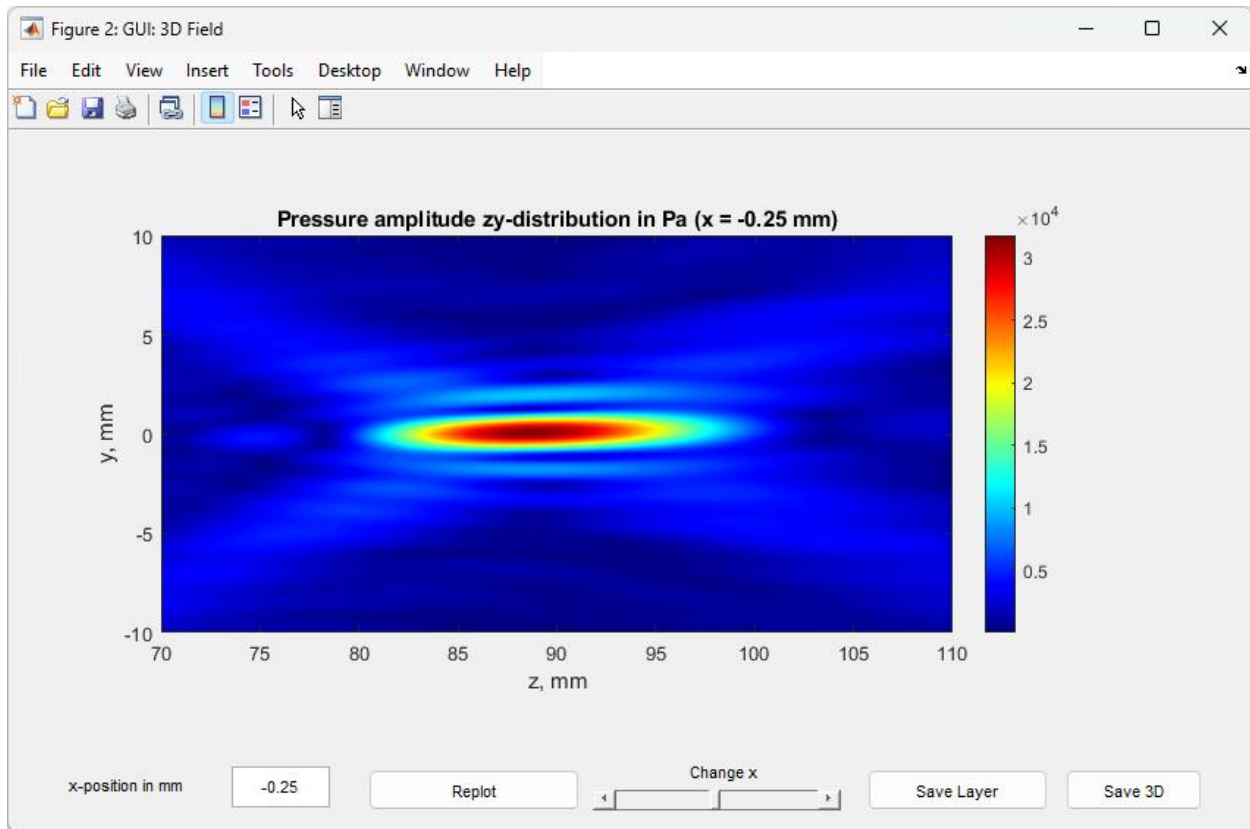 Figure 2: GUI: 3D Field
File Edit View Insert Tools Desktop Window Help
Pressure amplitude zy-distribution in Pa (x = -0.25 mm)
×10⁴
10
5
0
-5
-10
y, mm
70 75 80 85 90 95 100 105 110
z, mm
3
2.5
2
1.5
1
0.5
x-position in mm
-0.25
Replot
Change x
Save Layer
Save 3D